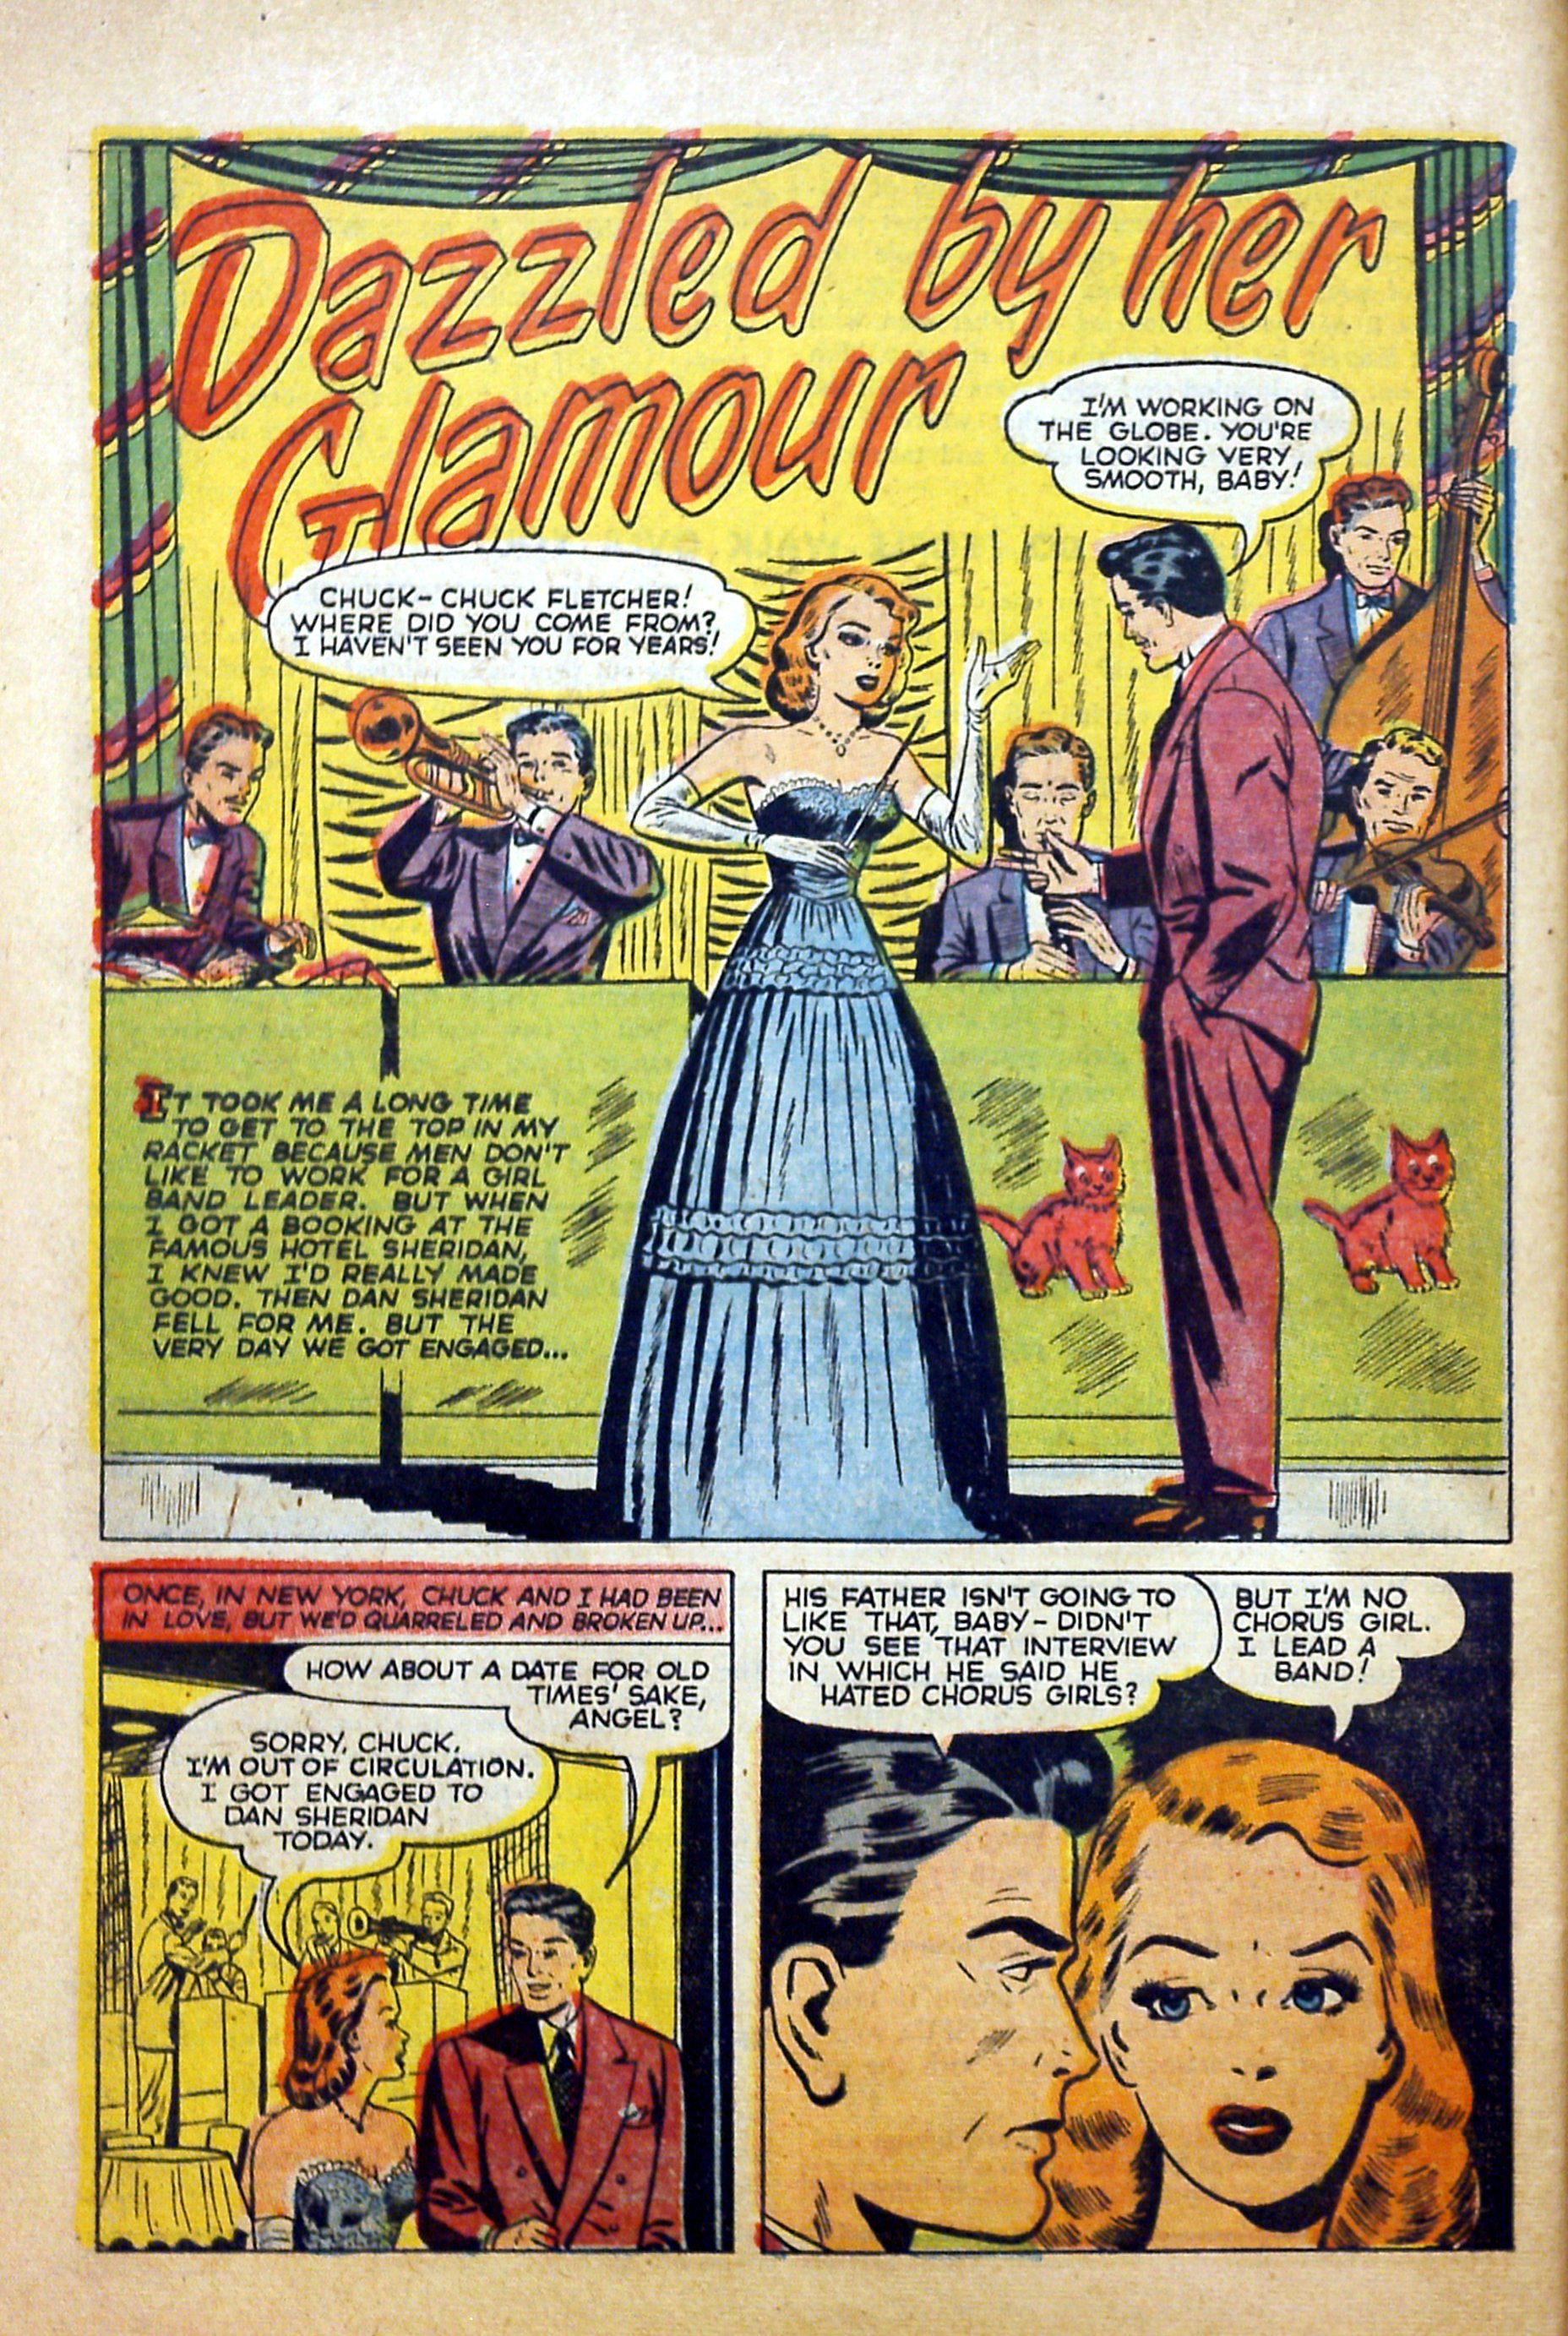 Dazzled by her
Glamour
I'M WORKING ON
THE GLOBE. YOU'RE
LOOKING VERY
SMOOTH, BABY!
CHUCK-CHUCK FLETCHER!
WHERE DID YOU COME FROM?
I HAVEN'T SEEN YOU FOR YEARS!
IT TOOK ME A LONG TIME
TO GET TO THE TOP IN MY
RACKET BECAUSE MEN DON'T
LIKE TO WORK FOR A GIRL
BAND LEADER. BUT WHEN
I GOT A BOOKING AT THE
FAMOUS HOTEL SHERIDAN,
I KNEW I'D REALLY MADE
GOOD. THEN DAN SHERIDAN
FELL FOR ME. BUT THE
VERY DAY WE GOT ENGAGED...
ONCE, IN NEW YORK, CHUCK AND I HAD BEEN
IN LOVE, BUT WE'D QUARRELED AND BROKEN UP...
HOW ABOUT A DATE FOR OLD
TIMES' SAKE,
ANGEL?
SORRY, CHUCK.
I'M OUT OF CIRCULATION.
I GOT ENGAGED TO
DAN SHERIDAN
TODAY.
HIS FATHER ISN'T GOING TO
LIKE THAT, BABY-DIDN'T
YOU SEE THAT INTERVIEW
IN WHICH HE SAID HE
HATED CHORUS GIRLS?
BUT I'M NO
CHORUS GIRL.
I LEAD A
BAND!